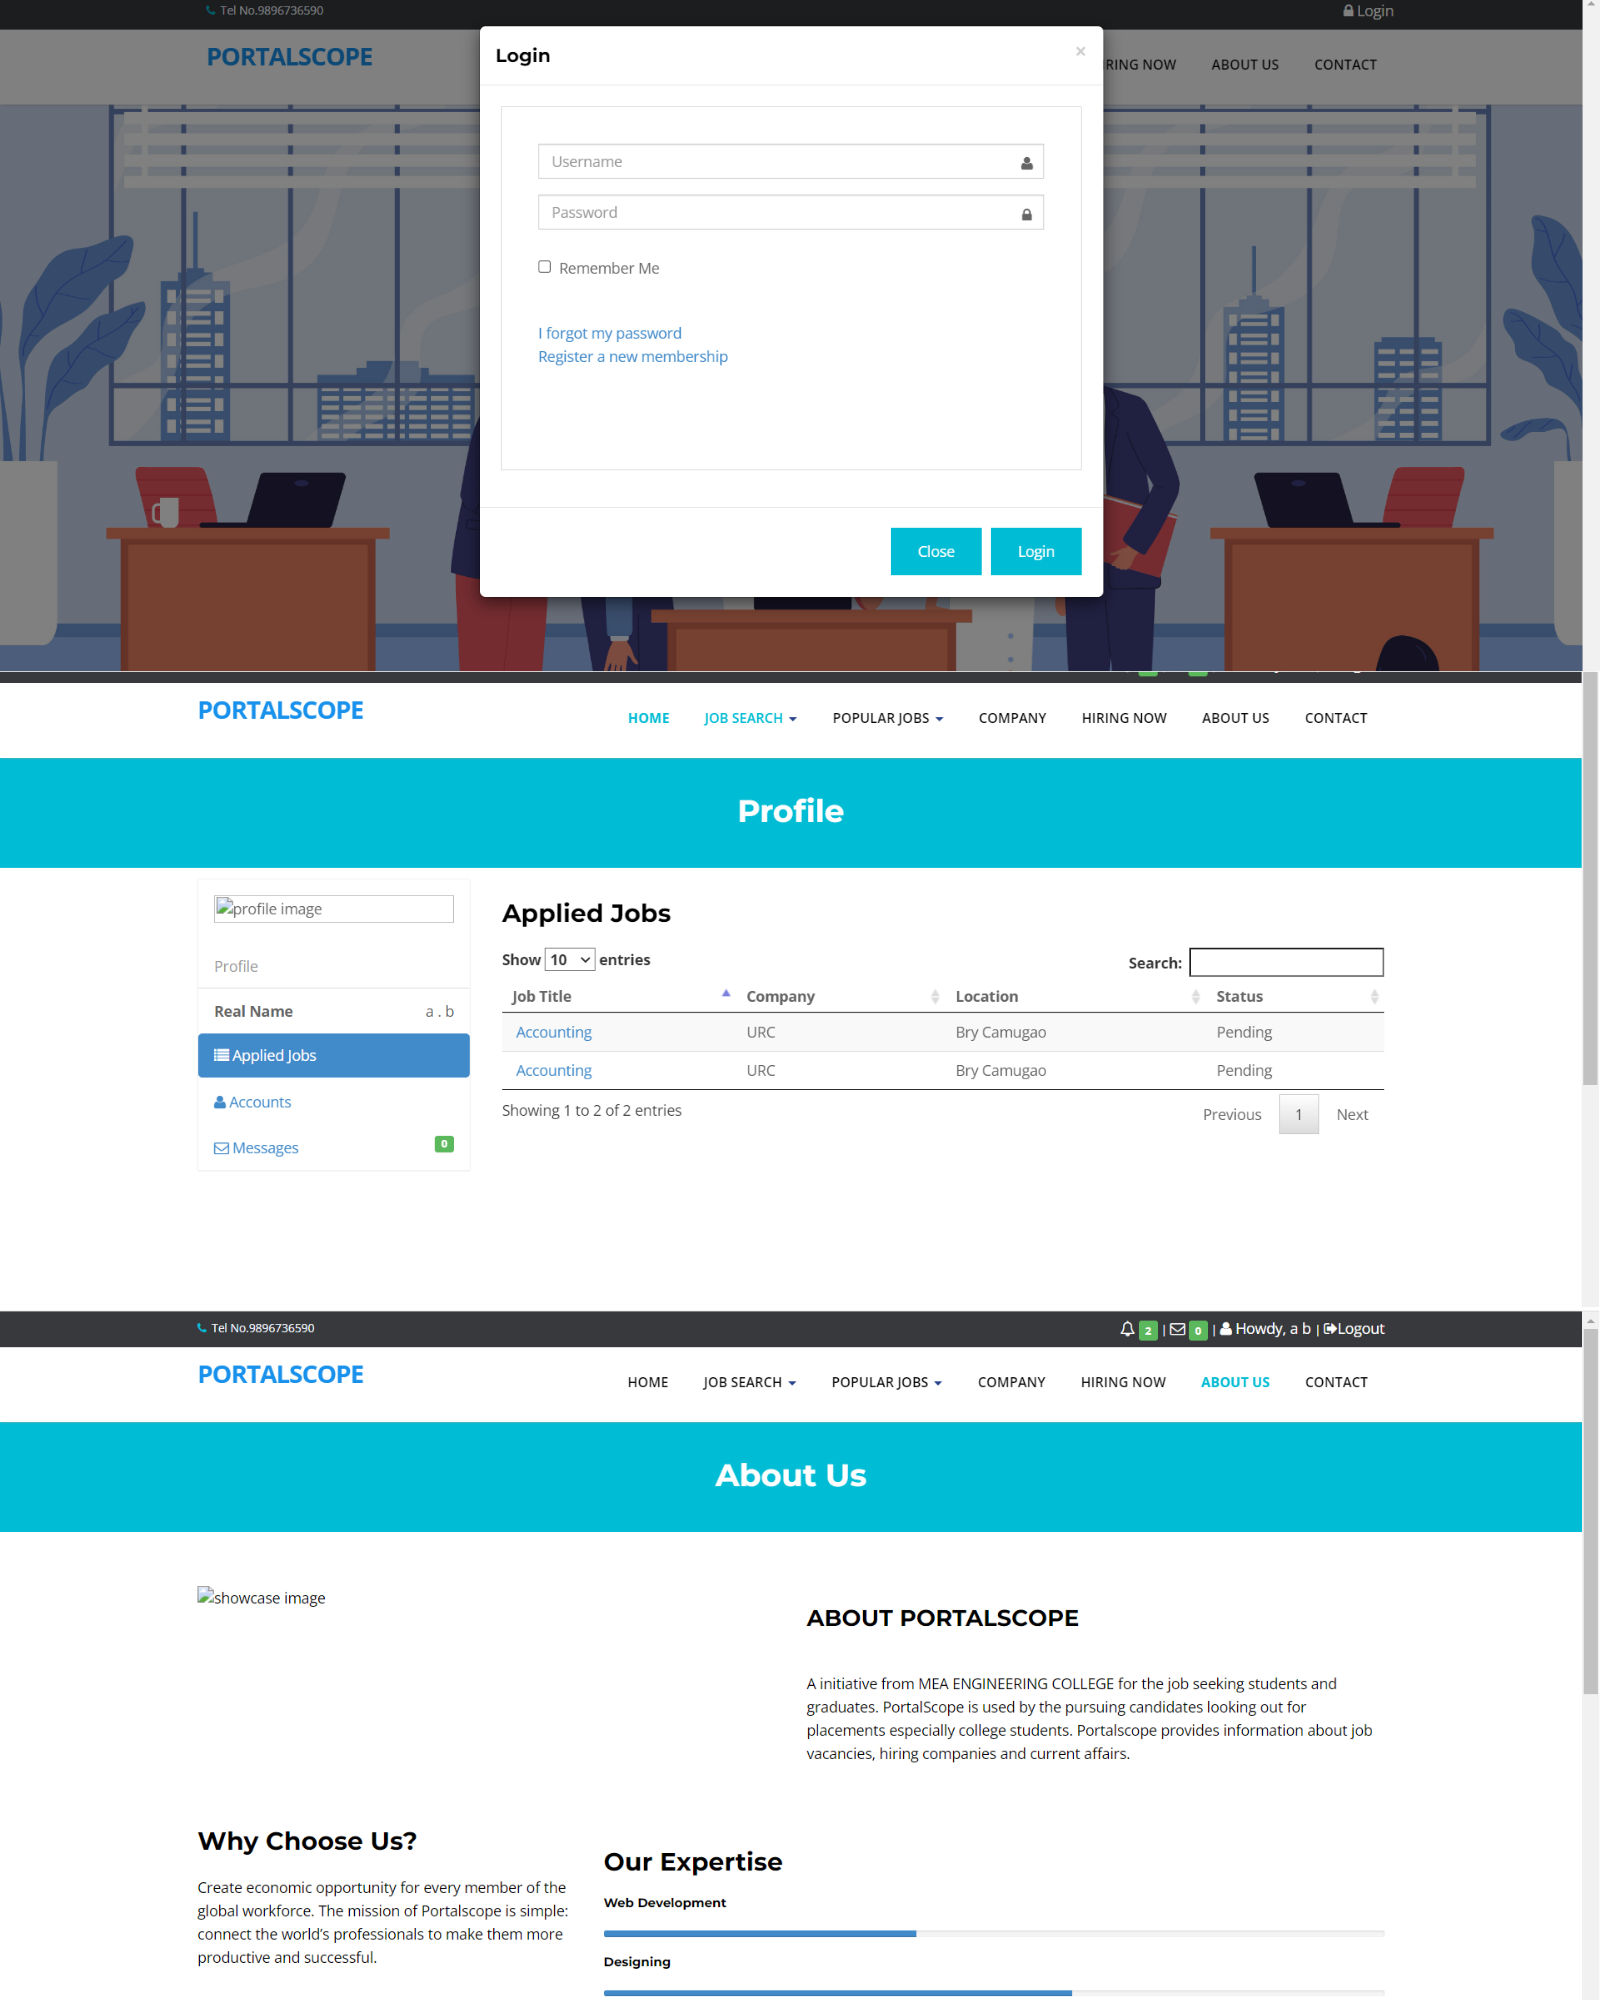 Tel No.9896736590
Login
PORTALSCOPE
Login
×
RING NOW
ABOUT US
CONTACT
Username
Password
Remember Me
I forgot my password
Register a new membership
Close
Login
PORTALSCOPE
HOME
JOB SEARCH
POPULAR JOBS
COMPANY
HIRING NOW
ABOUT US
CONTACT
Profile
profile image
Profile
Real Name a . b
Applied Jobs
Accounts
Messages 0
Applied Jobs
Show 10 entries
Search:
Job Title Company Location Status
Accounting URC Bry Camugao Pending
Accounting URC Bry Camugao Pending
Showing 1 to 2 of 2 entries
Previous 1 Next
Tel No.9896736590
2 | 0 | Howdy, a b | Logout
PORTALSCOPE
HOME
JOB SEARCH
POPULAR JOBS
COMPANY
HIRING NOW
ABOUT US
CONTACT
About Us
showcase image
ABOUT PORTALSCOPE
A initiative from MEA ENGINEERING COLLEGE for the job seeking students and
graduates. PortalScope is used by the pursuing candidates looking out for
placements especially college students. Portalscope provides information about job
vacancies, hiring companies and current affairs.
Why Choose Us?
Create economic opportunity for every member of the
global workforce. The mission of Portalscope is simple:
connect the world's professionals to make them more
productive and successful.
Our Expertise
Web Development
Designing